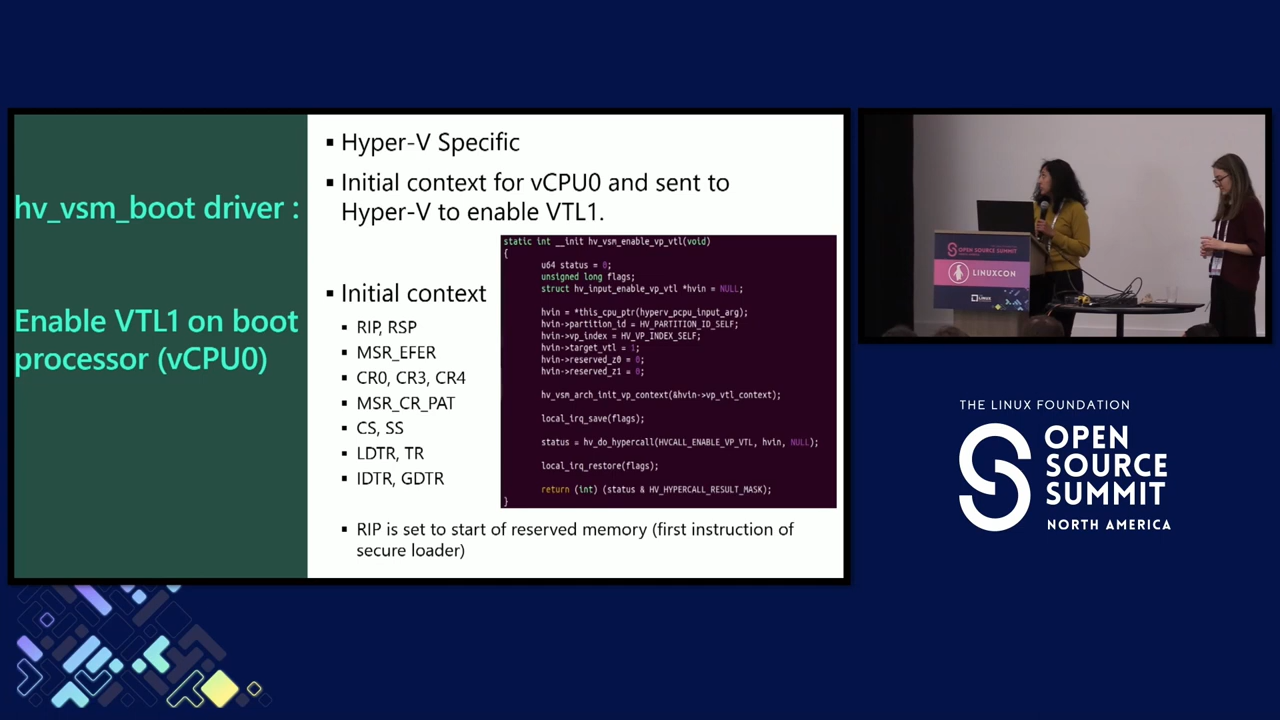 hv_vsm_boot driver :
Enable VTL1 on boot
processor (vCPU0)
▪ Hyper-V Specific
▪ Initial context for vCPU0 and sent to
Hyper-V to enable VTL1.
▪ Initial context
▪ RIP, RSP
▪ MSR_EFER
▪ CR0, CR3, CR4
▪ MSR_CR_PAT
▪ CS, SS
▪ LDTR, TR
▪ IDTR, GDTR
▪ RIP is set to start of reserved memory (first instruction of
secure loader)
static int __init hv_vsm_enable_vp_vtl(void)
{
u64 status = 0;
unsigned long flags;
struct hv_input_enable_vp_vtl *hvin = NULL;
hvin = *this_cpu_ptr(hyperv_pcpu_input_arg);
hvin->partition_id = HV_PARTITION_ID_SELF;
hvin->vp_index = HV_VP_INDEX_SELF;
hvin->target_vtl = 1;
hvin->reserved_z0 = 0;
hvin->reserved_z1 = 0;
hv_vsm_arch_init_vp_context(&hvin->vp_vtl_context);
local_irq_save(flags);
status = hv_do_hypercall(HVCALL_ENABLE_VP_VTL, hvin, NULL);
local_irq_restore(flags);
return (int) (status & HV_HYPERCALL_RESULT_MASK);
}
OPEN SOURCE SUMMIT
LINUXCON
THE LINUX FOUNDATION
OPEN
SOURCE
SUMMIT
NORTH AMERICA